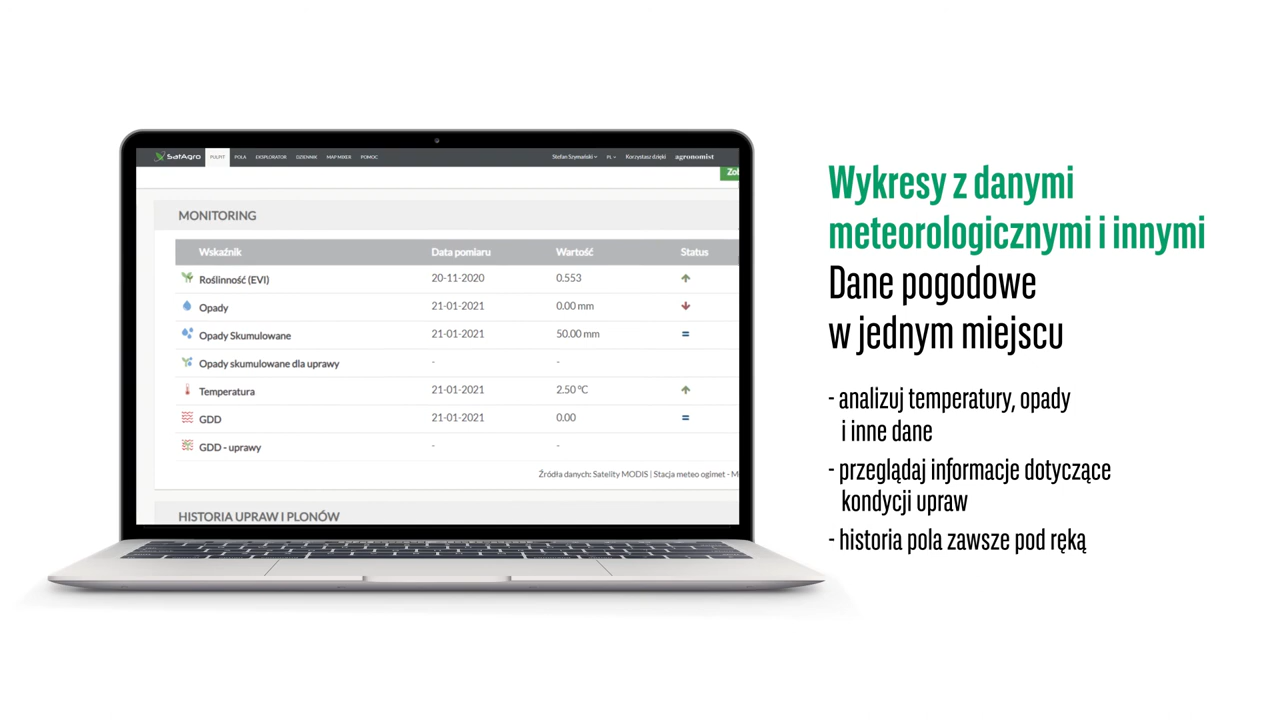 SatAgro PULPIT POLA EKSPLORATOR DZIENNIK MAP MIXER POMOC Stefan Szymański PL Korzystasz dzięki agronomist
MONITORING
Wskaźnik Data pomiaru Wartość Status
Roślinność (EVI) 20-11-2020 0.553
Opady 21-01-2021 0.00 mm
Opady Skumulowane 21-01-2021 50.00 mm =
Opady skumulowane dla uprawy - -
Temperatura 21-01-2021 2.50 °C
GDD 21-01-2021 0.00 =
GDD - uprawy - -
Źródła danych: Satelity MODIS | Stacja meteo ogimet - M
HISTORIA UPRAW I PLONÓW
Wykresy z danymi
meteorologicznymi i innymi
Dane pogodowe
w jednym miejscu
- analizuj temperatury, opady
i inne dane
- przeglądaj informacje dotyczące
kondycji upraw
- historia pola zawsze pod ręką